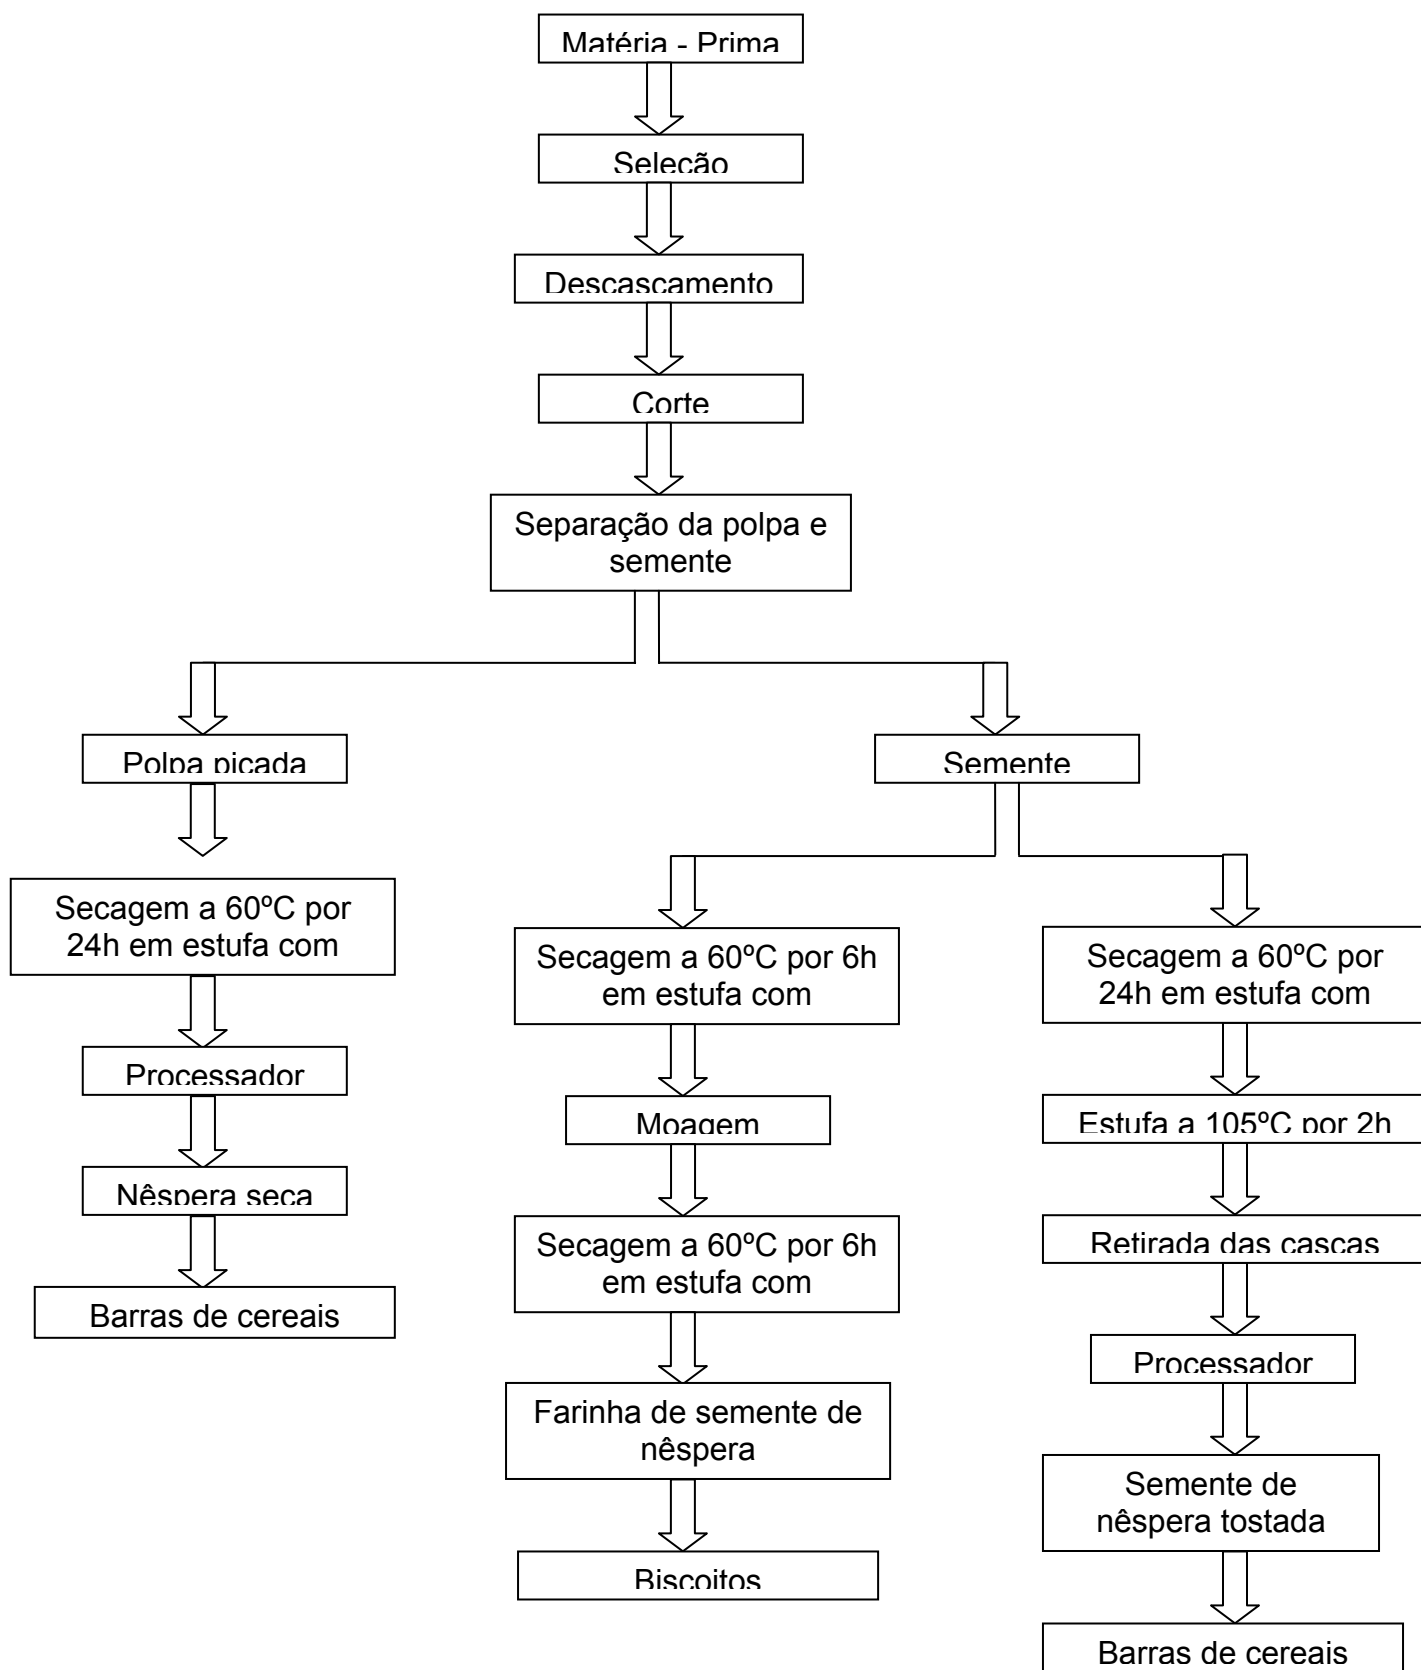 Matéria - Prima
Seleção
Descascamento
Corte
Separação da polpa e
semente
Polpa picada
Semente
Secagem a 60ºC por
24h em estufa com
Processador
Nêspera seca
Barras de cereais
Secagem a 60ºC por 6h
em estufa com
Moagem
Secagem a 60ºC por 6h
em estufa com
Farinha de semente de
nêspera
Biscoitos
Secagem a 60ºC por
24h em estufa com
Estufa a 105ºC por 2h
Retirada das cascas
Processador
Semente de
nêspera tostada
Barras de cereais